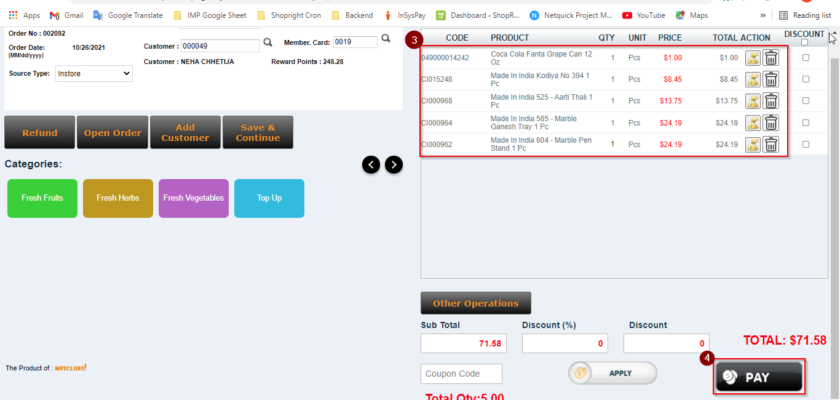 Apps Gmail Google Translate IMP Google Sheet Shopright Cron Backend InSysPay Dashboard ‹ ShopR... Netquick Project M... YouTube Maps » Reading list
Order No : 002092
Order Date: 10/26/2021 Customer : 000049 Member. Card: 0019
(MM/dd/yyyy)
Customer : NEHA CHHETIJA Reward Points : 248.28
Source Type: Instore
Refund Open Order Add Customer Save & Continue
Categories:
Fresh Fruits Fresh Herbs Fresh Vegetables Top Up
The Product of : NETCLUES!
3
CODE PRODUCT QTY UNIT PRICE TOTAL ACTION DISCOUNT
049000014242 Coca Cola Fanta Grape Can 12 Oz 1 Pcs $1.00 $1.00
CI015248 Made In India Kodiya No 394 1 Pc 1 Pcs $8.45 $8.45
CI000968 Made In India 525 - Aarti Thali 1 Pc 1 Pcs $13.75 $13.75
CI000964 Made In India 585 - Marble Ganesh Tray 1 Pc 1 Pcs $24.19 $24.19
CI000962 Made In India 604 - Marble Pen Stand 1 Pc 1 Pcs $24.19 $24.19
Other Operations
Sub Total Discount (%) Discount
71.58 0 0 TOTAL: $71.58
4
Coupon Code APPLY PAY
Total Qty:5.00